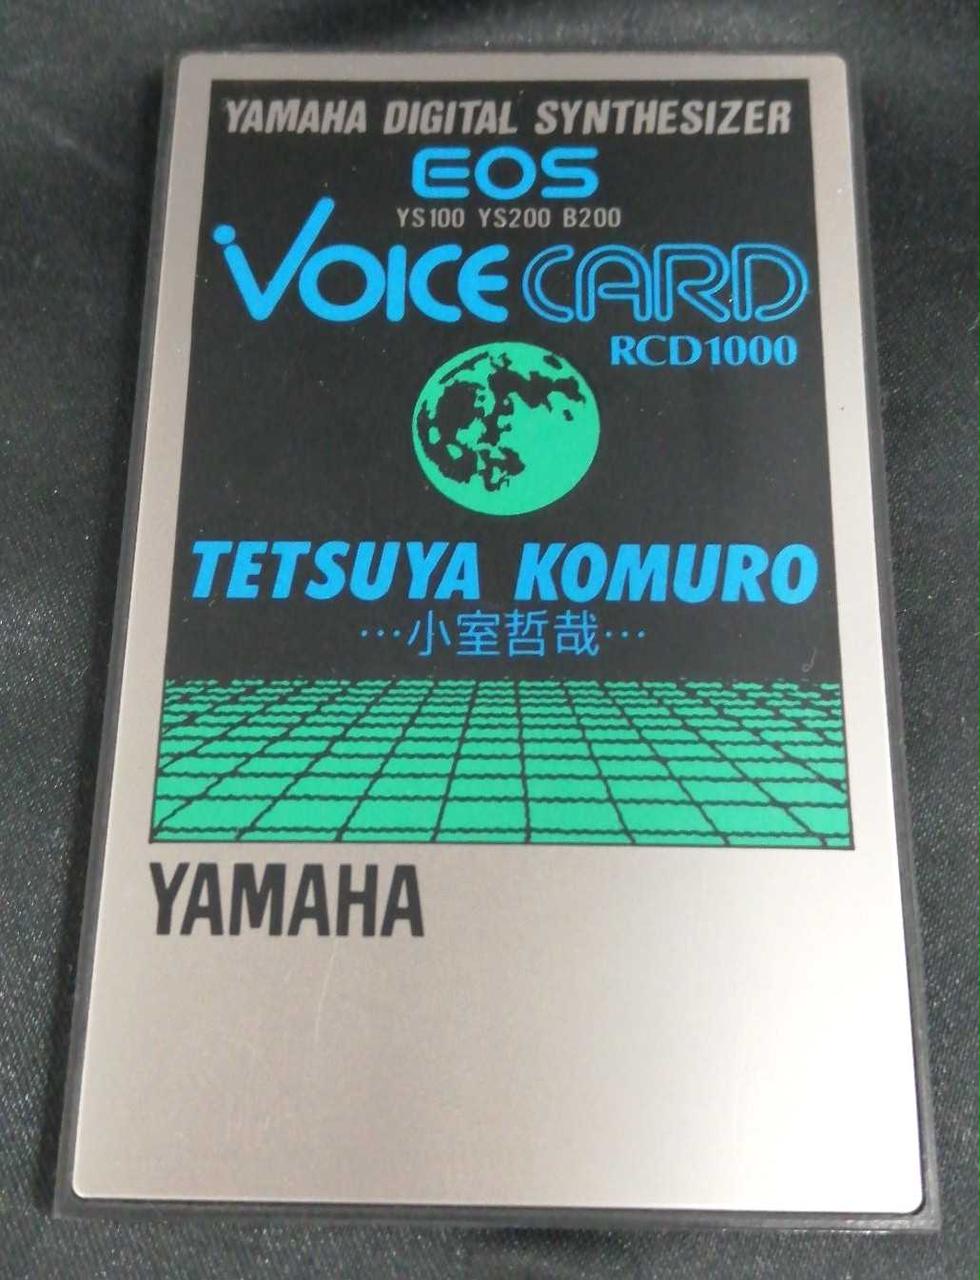 YAMAHA DIGITAL SYNTHESIZER
EOS
YS100 YS200 B200
VOICE CARD
RCD1000
TETSUYA KOMURO
…小室哲哉…
YAMAHA